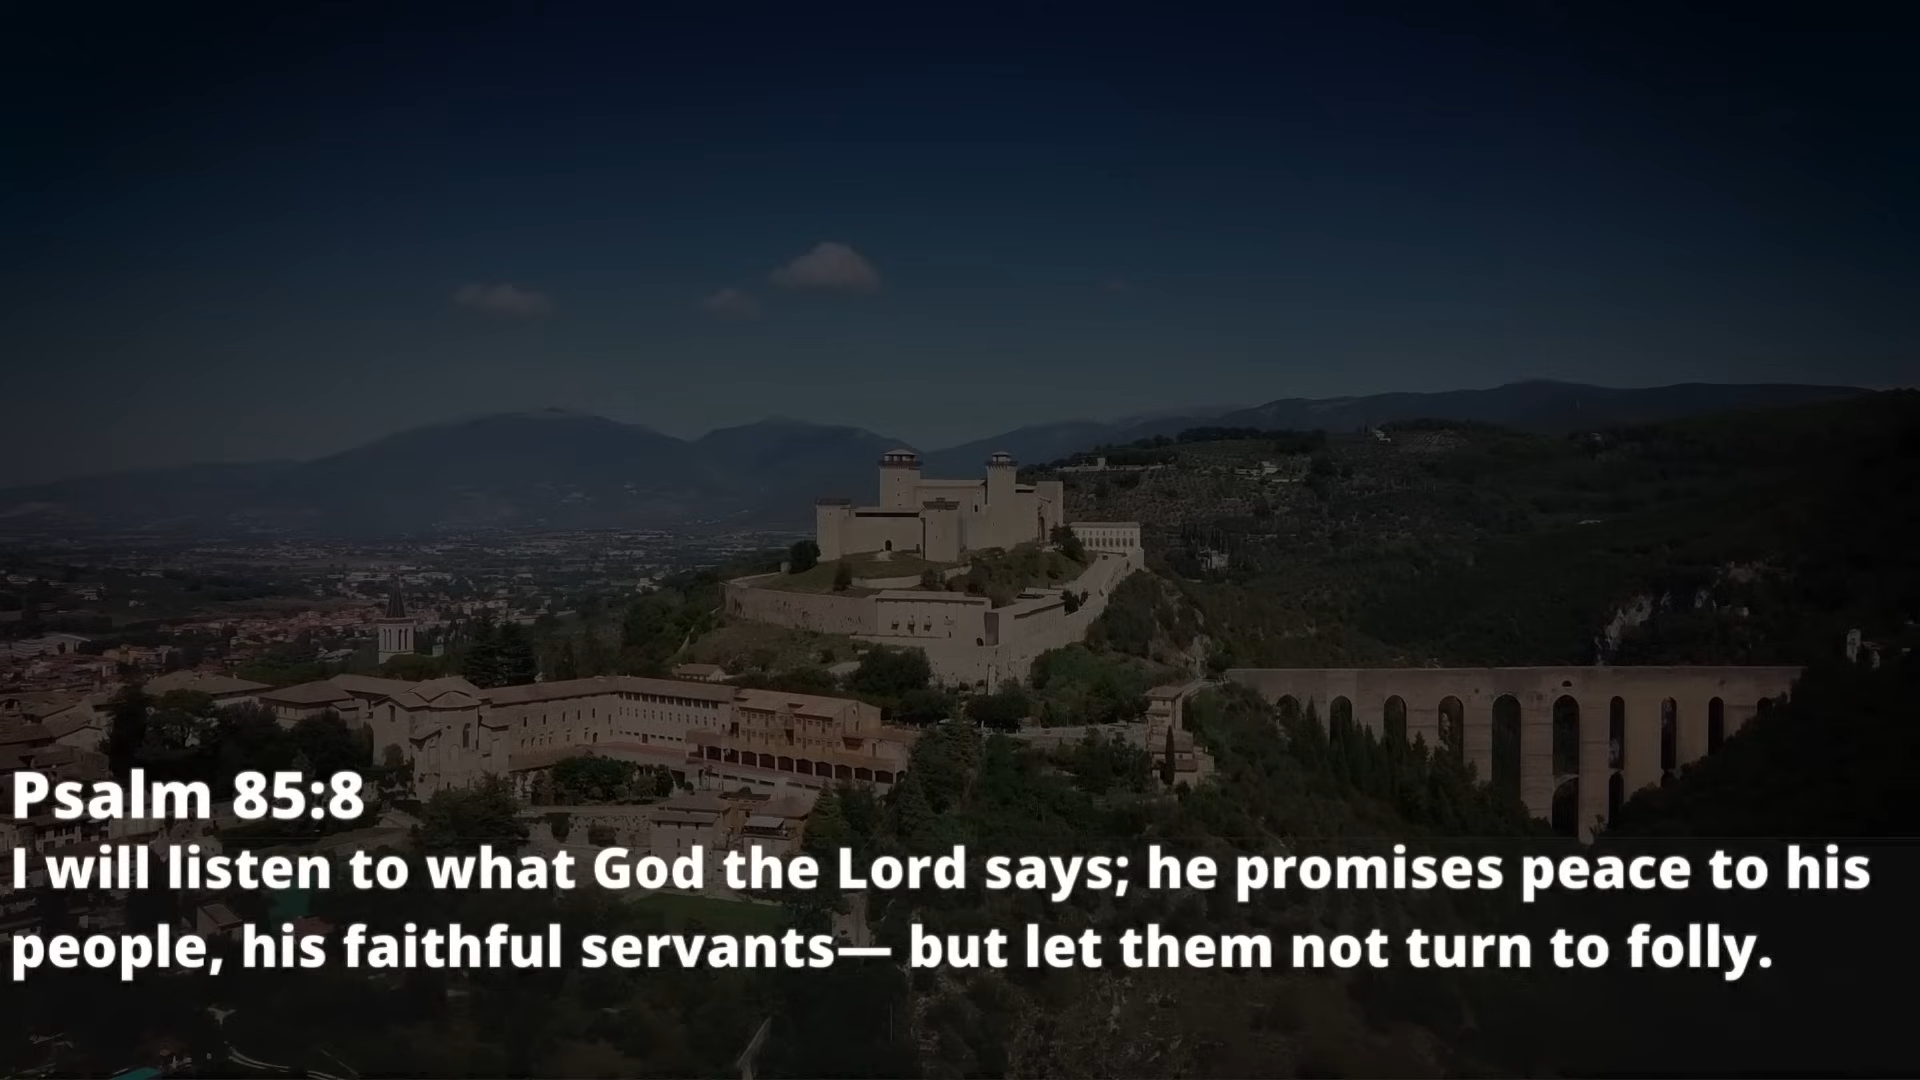 Psalm 85:8
I will listen to what God the Lord says; he promises peace to his
people, his faithful servants— but let them not turn to folly.